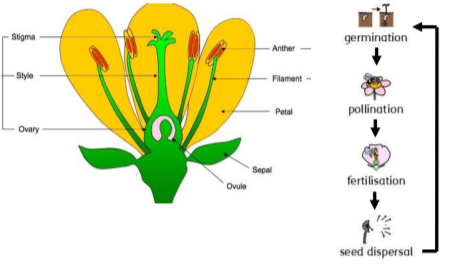 Stigma
Style
Ovary
Anther
Filament
Petal
Sepal
Ovule
germination
pollination
fertilisation
seed dispersal